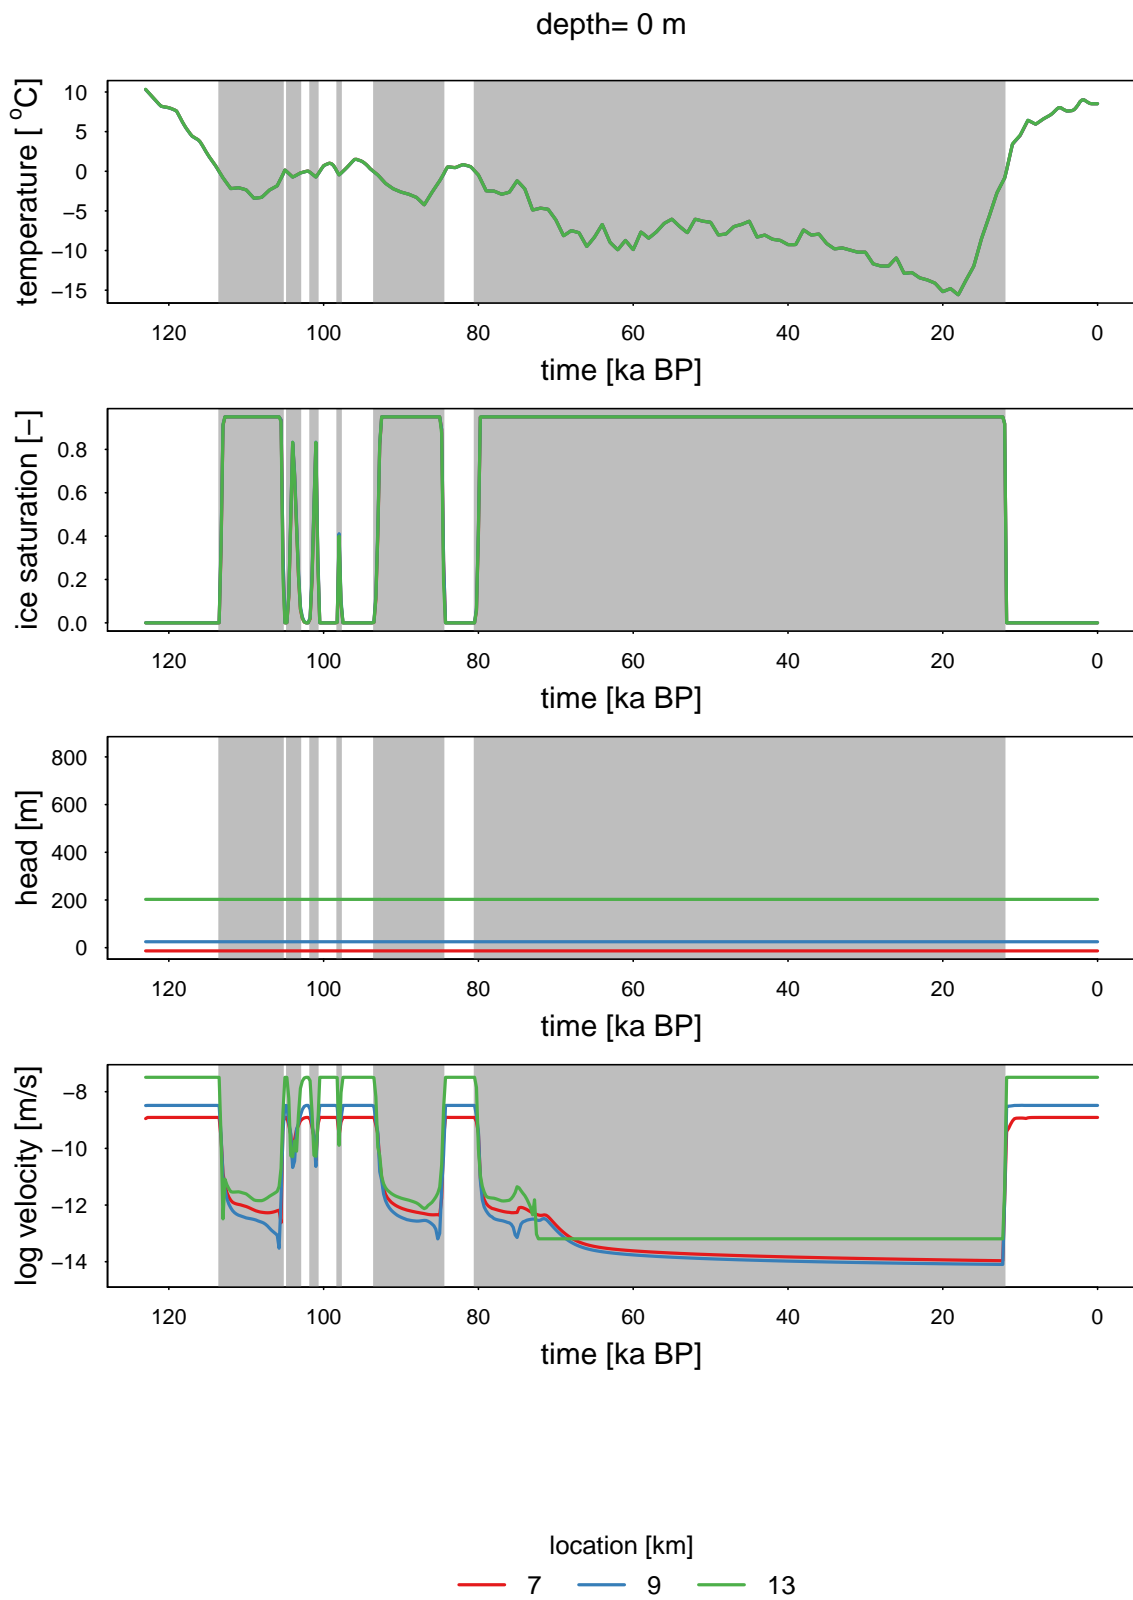 depth= 0 m
temperature [ °C]
10
5
0
−5
−10
−15
120 100 80 60 40 20 0
time [ka BP]
ice saturation [−]
0.8
0.6
0.4
0.2
0.0
120 100 80 60 40 20 0
time [ka BP]
head [m]
800
600
400
200
0
120 100 80 60 40 20 0
time [ka BP]
log velocity [m/s]
−8
−10
−12
−14
120 100 80 60 40 20 0
time [ka BP]
location [km]
7 9 13